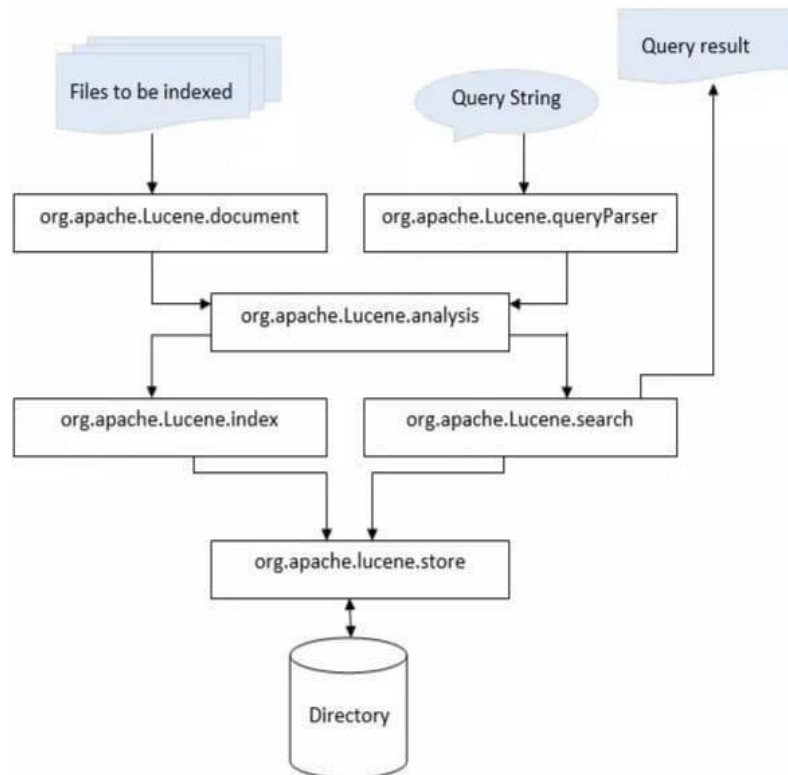 Query result
Files to be indexed
Query String
org.apache.Lucene.document
org.apache.Lucene.queryParser
org.apache.Lucene.analysis
org.apache.Lucene.index
org.apache.Lucene.search
org.apache.lucene.store
Directory